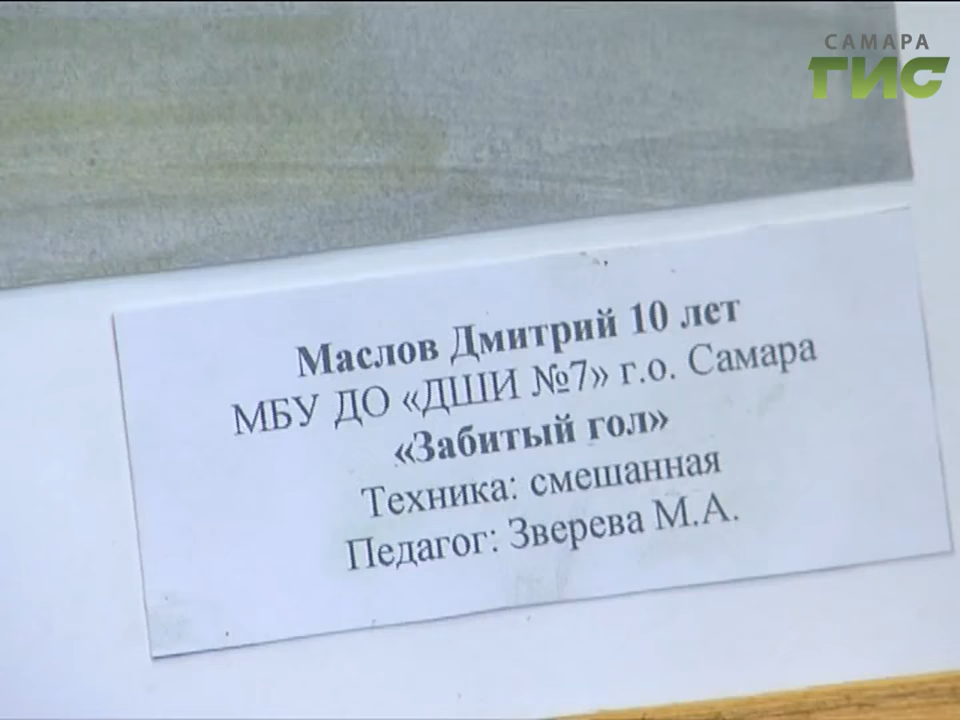 САМАРА
ГИС
Маслов Дмитрий 10 лет
МБУ ДО «ДШИ №7» г.о. Самара
«Забитый гол»
Техника: смешанная
Педагог: Зверева М.А.